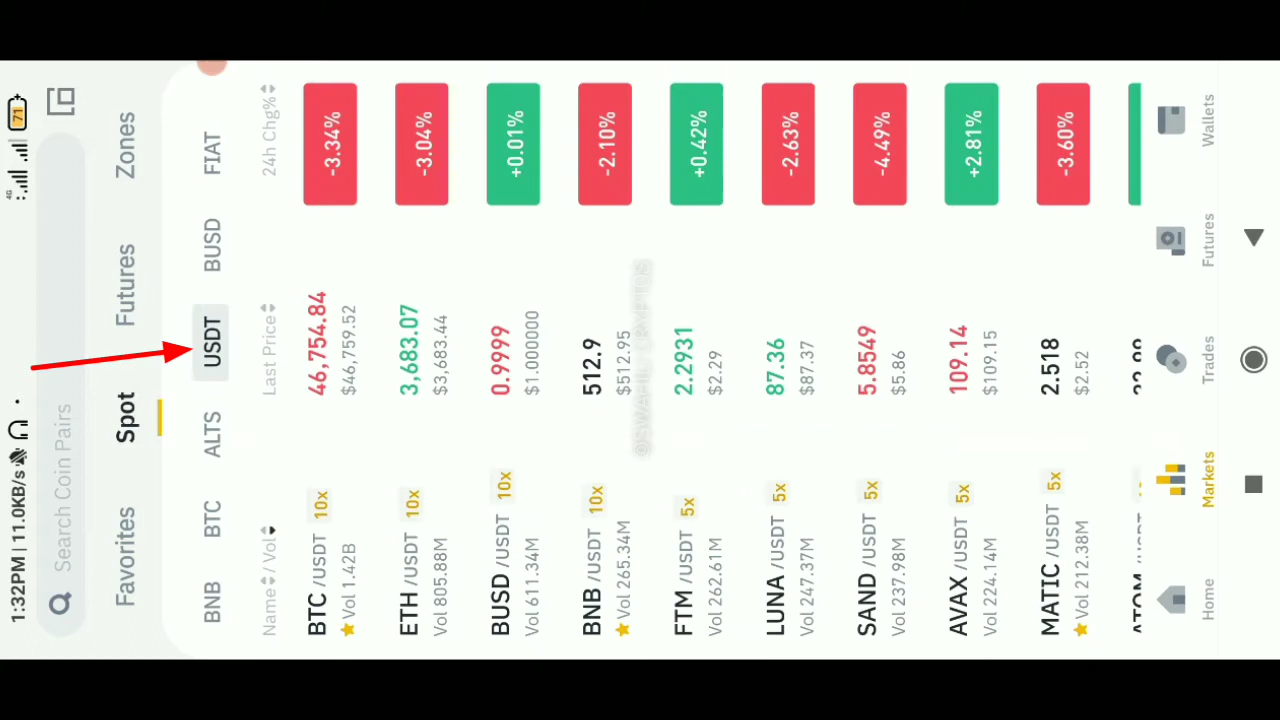 1:32PM | 11.0KB/s
4G
71
Search Coin Pairs
Favorites Spot Futures Zones
BNB BTC ALTS USDT BUSD FIAT
Name / Vol Last Price 24h Chg%
BTC /USDT 10x 46,754.84 -3.34%
Vol 1.42B $46,759.52
ETH /USDT 10x 3,683.07 -3.04%
Vol 805.88M $3,683.44
BUSD /USDT 10x 0.9999 +0.01%
Vol 611.34M $1.000000
BNB /USDT 10x 512.9 -2.10%
Vol 265.34M $512.95
@SWAHILI CRYPTOS
FTM /USDT 5x 2.2931 +0.42%
Vol 262.61M $2.29
LUNA /USDT 5x 87.36 -2.63%
Vol 247.37M $87.37
SAND /USDT 5x 5.8549 -4.49%
Vol 237.98M $5.86
AVAX /USDT 5x 109.14 +2.81%
Vol 224.14M $109.15
MATIC /USDT 5x 2.518 -3.60%
Vol 212.38M $2.52
Home Markets Trades Futures Wallets